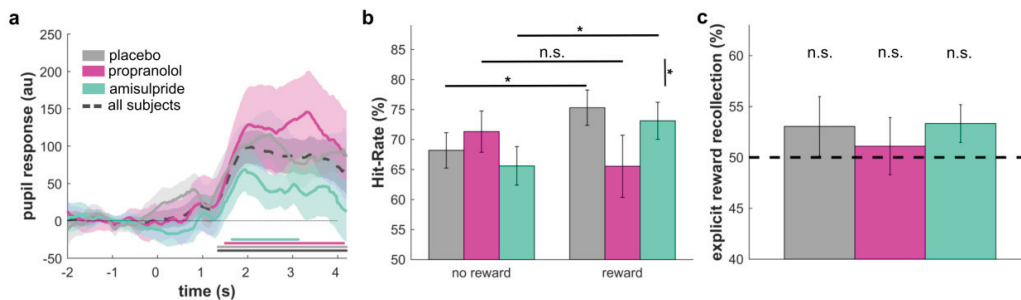 a
pupil response (au)
200
150
100
50
0
-50
placebo
propranolol
amisulpride
all subjects
-2
-1
0
1
2
3
4
time (s)
b
Hit-Rate (%)
85
80
75
70
65
60
55
50
*
n.s.
*
*
no reward
reward
c
explicit reward recollection (%)
60
55
50
45
40
n.s.
n.s.
n.s.